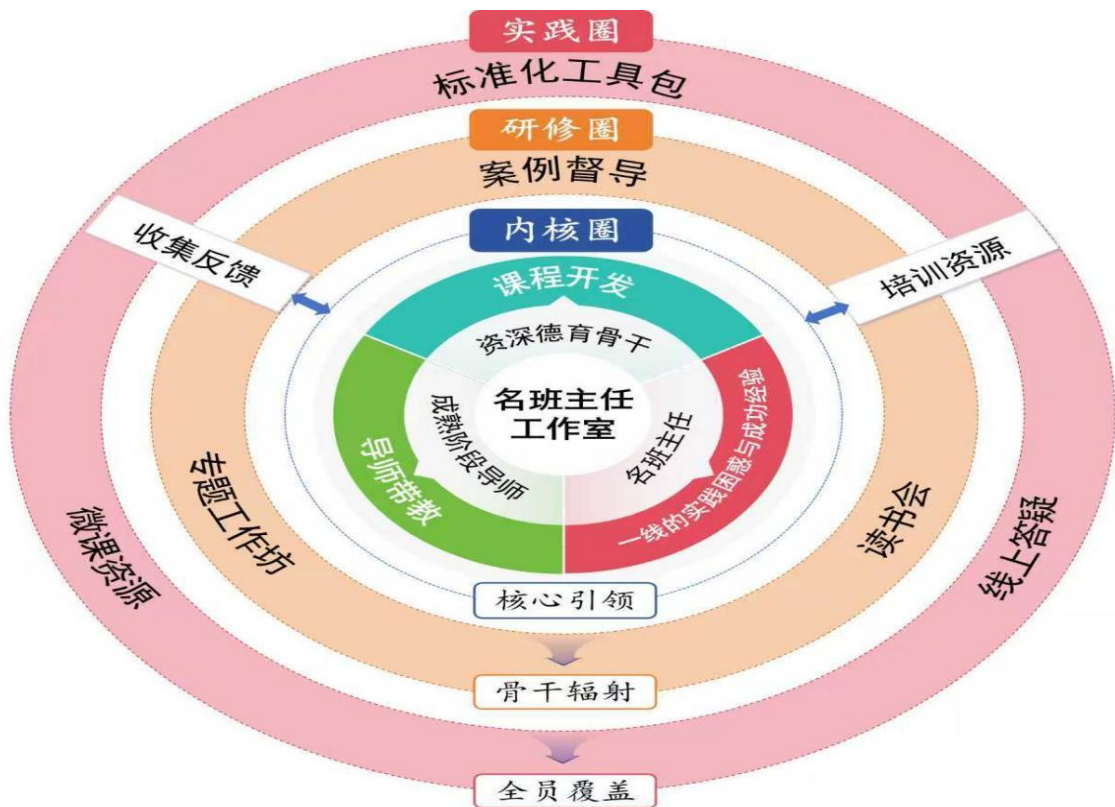 实践圈
标准化工具包
研修圈
案例督导
内核圈
收集反馈
培训资源
课程开发
资深德育骨干
名班主任
工作室
成熟阶段导师
名班主任
导师带教
一线的实践困惑与成功经验
专题工作坊
读书会
微课资源
线上答疑
核心引领
骨干辐射
全员覆盖